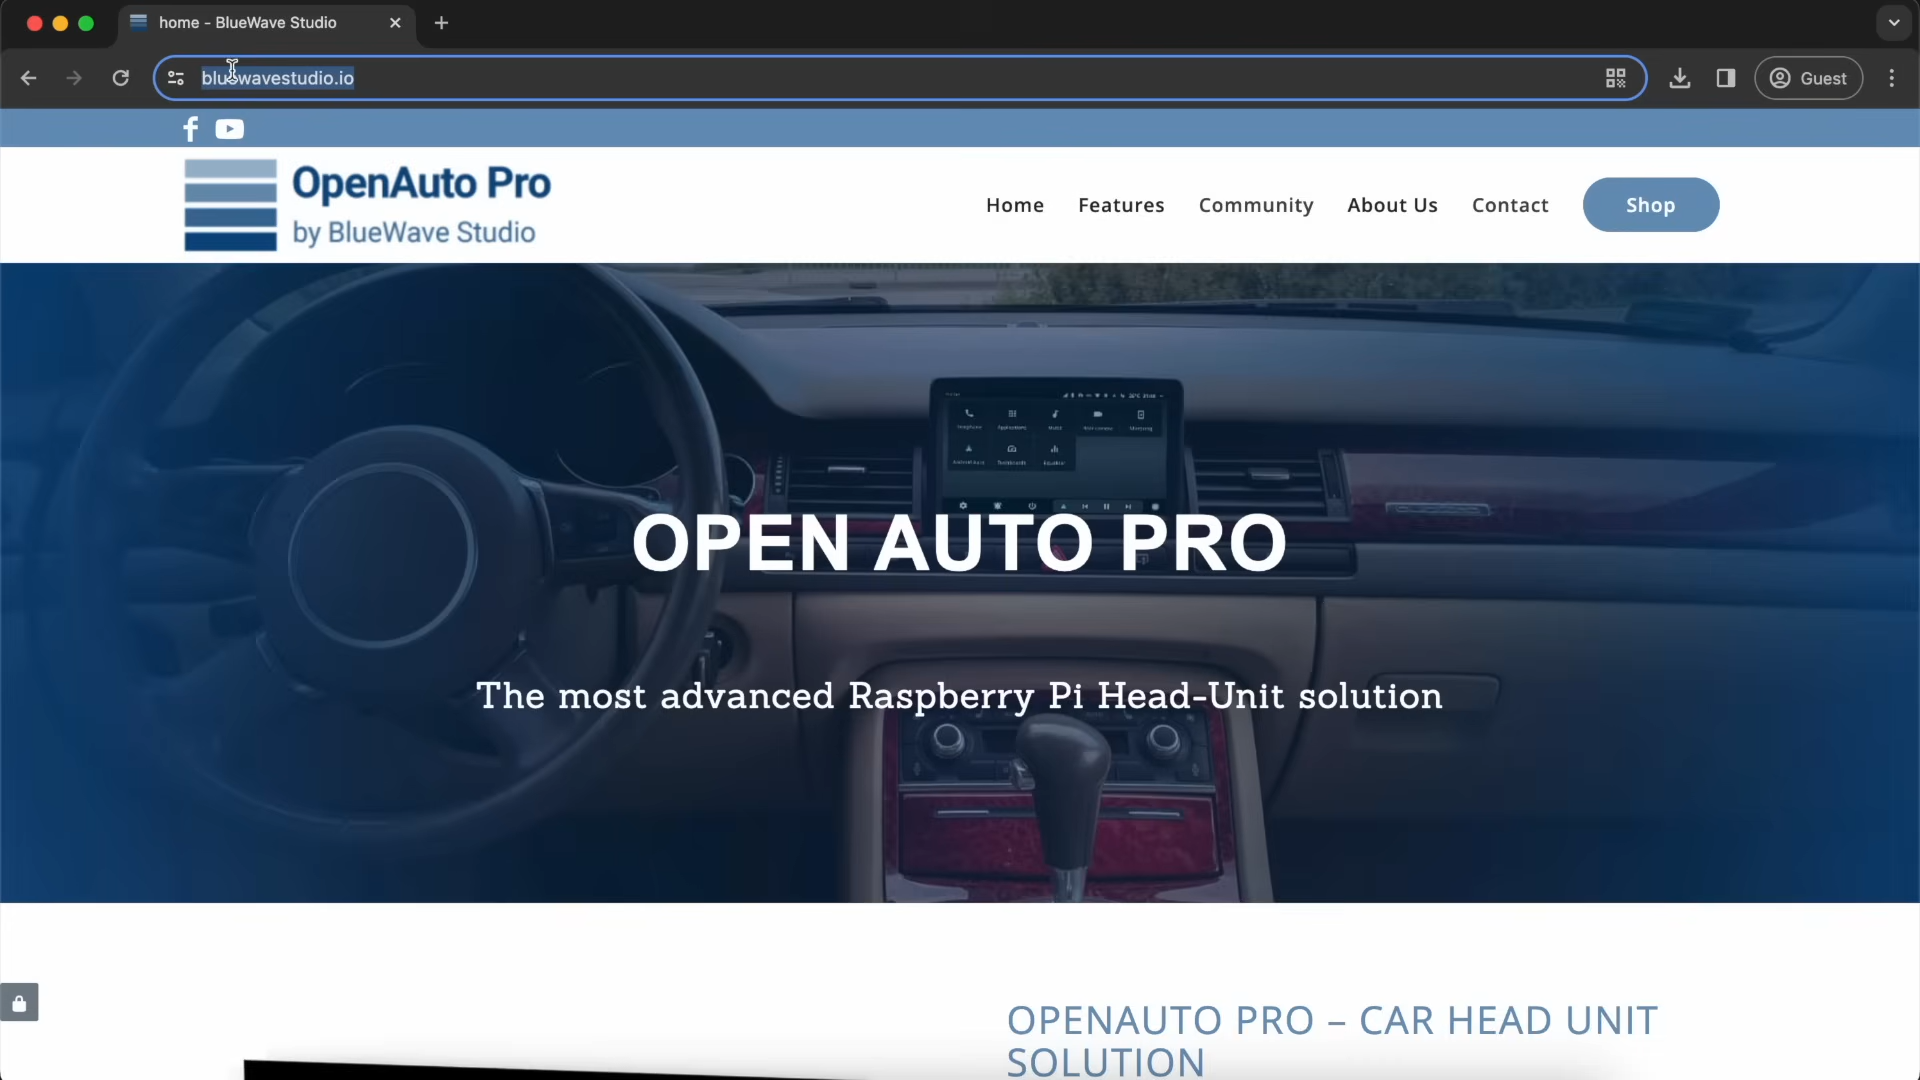 home - BlueWave Studio
bluewavestudio.io
Guest
OpenAuto Pro
by BlueWave Studio
Home
Features
Community
About Us
Contact
Shop
OPEN AUTO PRO
The most advanced Raspberry Pi Head-Unit solution
OPENAUTO PRO – CAR HEAD UNIT
SOLUTION